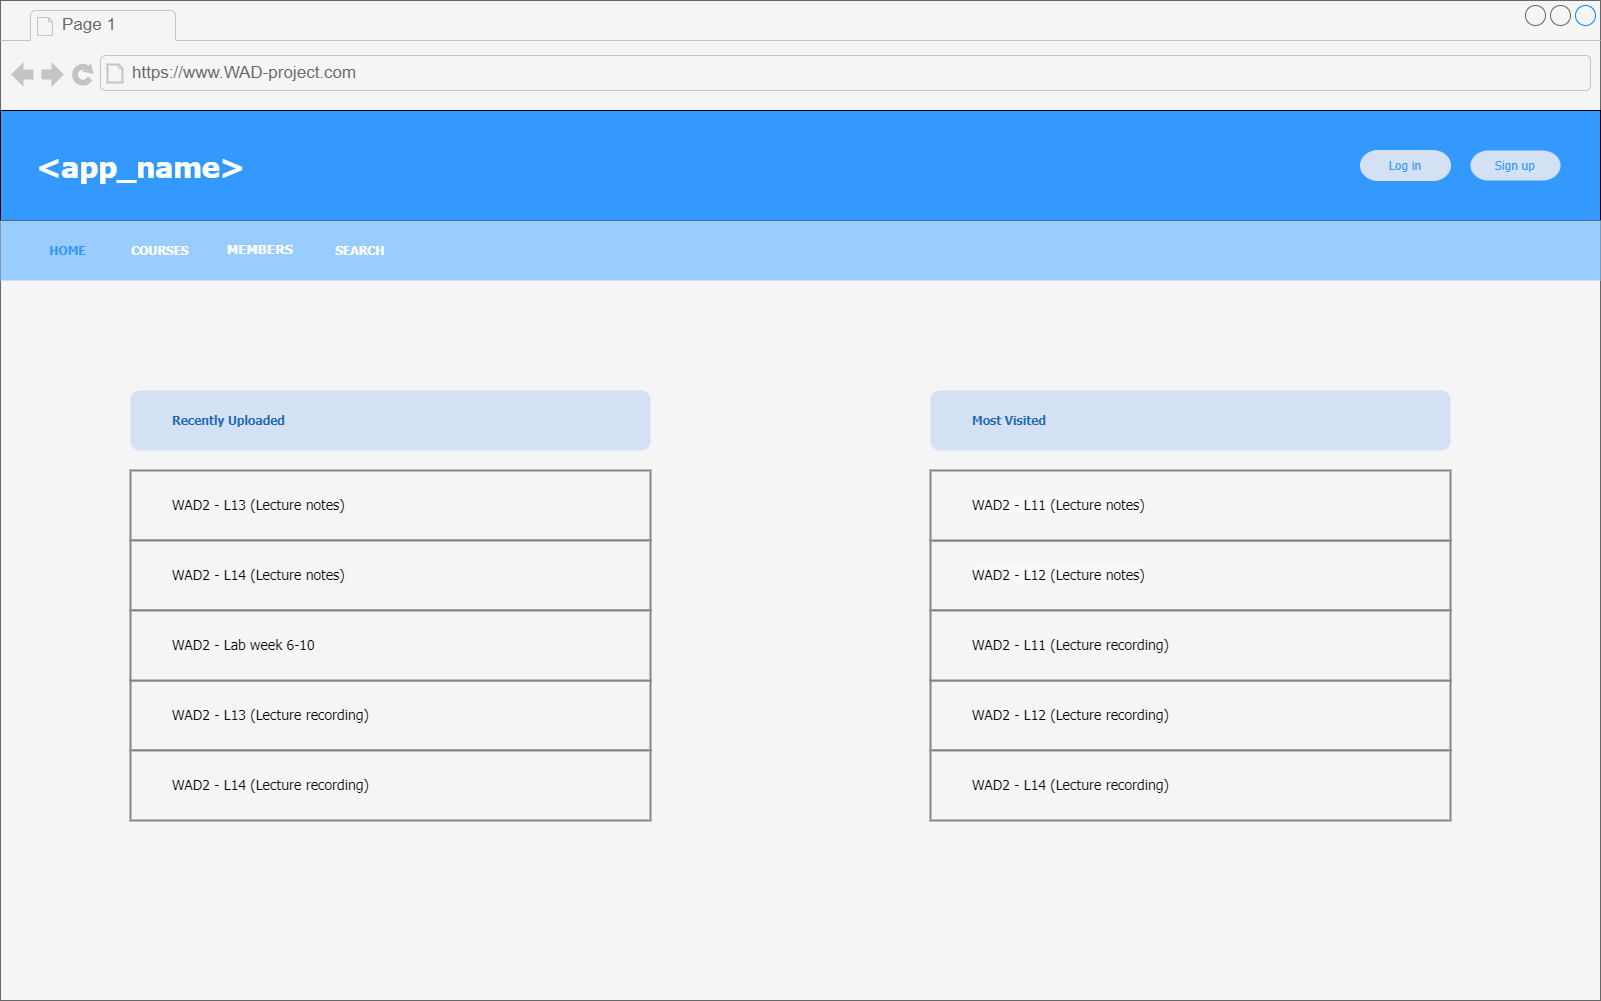 Page 1
https://www.WAD-project.com
<app_name>
Log in
Sign up
HOME
COURSES
MEMBERS
SEARCH
Recently Uploaded
WAD2 - L13 (Lecture notes)
WAD2 - L14 (Lecture notes)
WAD2 - Lab week 6-10
WAD2 - L13 (Lecture recording)
WAD2 - L14 (Lecture recording)
Most Visited
WAD2 - L11 (Lecture notes)
WAD2 - L12 (Lecture notes)
WAD2 - L11 (Lecture recording)
WAD2 - L12 (Lecture recording)
WAD2 - L14 (Lecture recording)